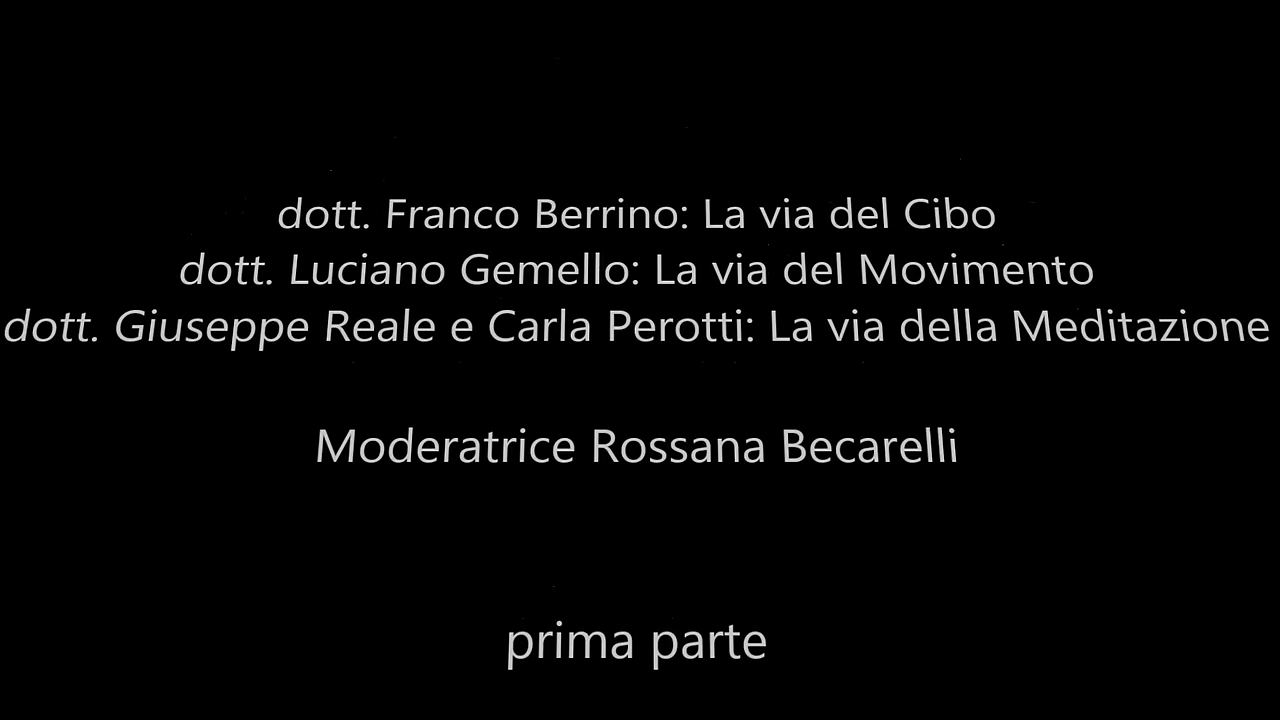 dott. Franco Berrino: La via del Cibo
dott. Luciano Gemello: La via del Movimento
dott. Giuseppe Reale e Carla Perotti: La via della Meditazione
Moderatrice Rossana Becarelli
prima parte